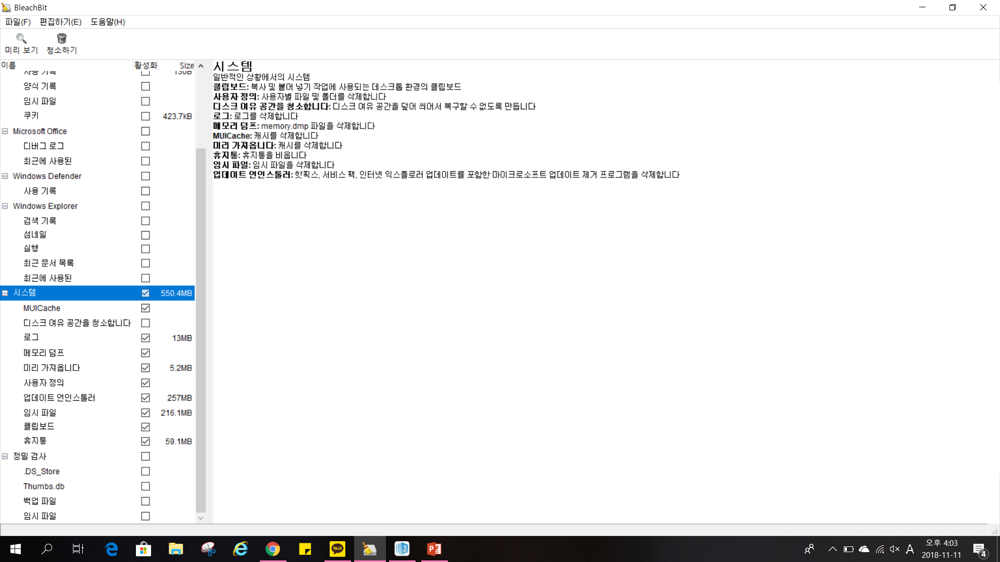 BleachBit
파일(F) 편집하기(E) 도움말(H)
미리 보기 청소하기
이름 활성화 Size
사용 기록 130B
양식 기록
임시 파일
쿠키 423.7kB
Microsoft Office
디버그 로그
최근에 사용된
Windows Defender
사용 기록
Windows Explorer
검색 기록
섬네일
실행
최근 문서 목록
최근에 사용된
시스템 550.4MB
MUICache
디스크 여유 공간을 청소합니다
로그 13MB
메모리 덤프
미리 가져옵니다 5.2MB
사용자 정의
업데이트 언인스톨러 257MB
임시 파일 216.1MB
클립보드
휴지통 59.1MB
정밀 검사
.DS_Store
Thumbs.db
백업 파일
임시 파일
시스템
일반적인 상황에서의 시스템
클립보드: 복사 및 붙여 넣기 작업에 사용되는 데스크톱 환경의 클립보드
사용자 정의: 사용자별 파일 및 폴더를 삭제합니다
디스크 여유 공간을 청소합니다: 디스크 여유 공간을 덮어 씌어서 복구할 수 없도록 만듭니다
로그: 로그를 삭제합니다
메모리 덤프: memory.dmp 파일을 삭제합니다
MUICache: 캐시를 삭제합니다
미리 가져옵니다: 캐시를 삭제합니다
휴지통: 휴지통을 비웁니다
임시 파일: 임시 파일을 삭제합니다
업데이트 언인스톨러: 핫픽스, 서비스 팩, 인터넷 익스플로러 업데이트를 포함한 마이크로소프트 업데이트 제거 프로그램을 삭제합니다
TALK
A
오후 4:03
2018-11-11
4